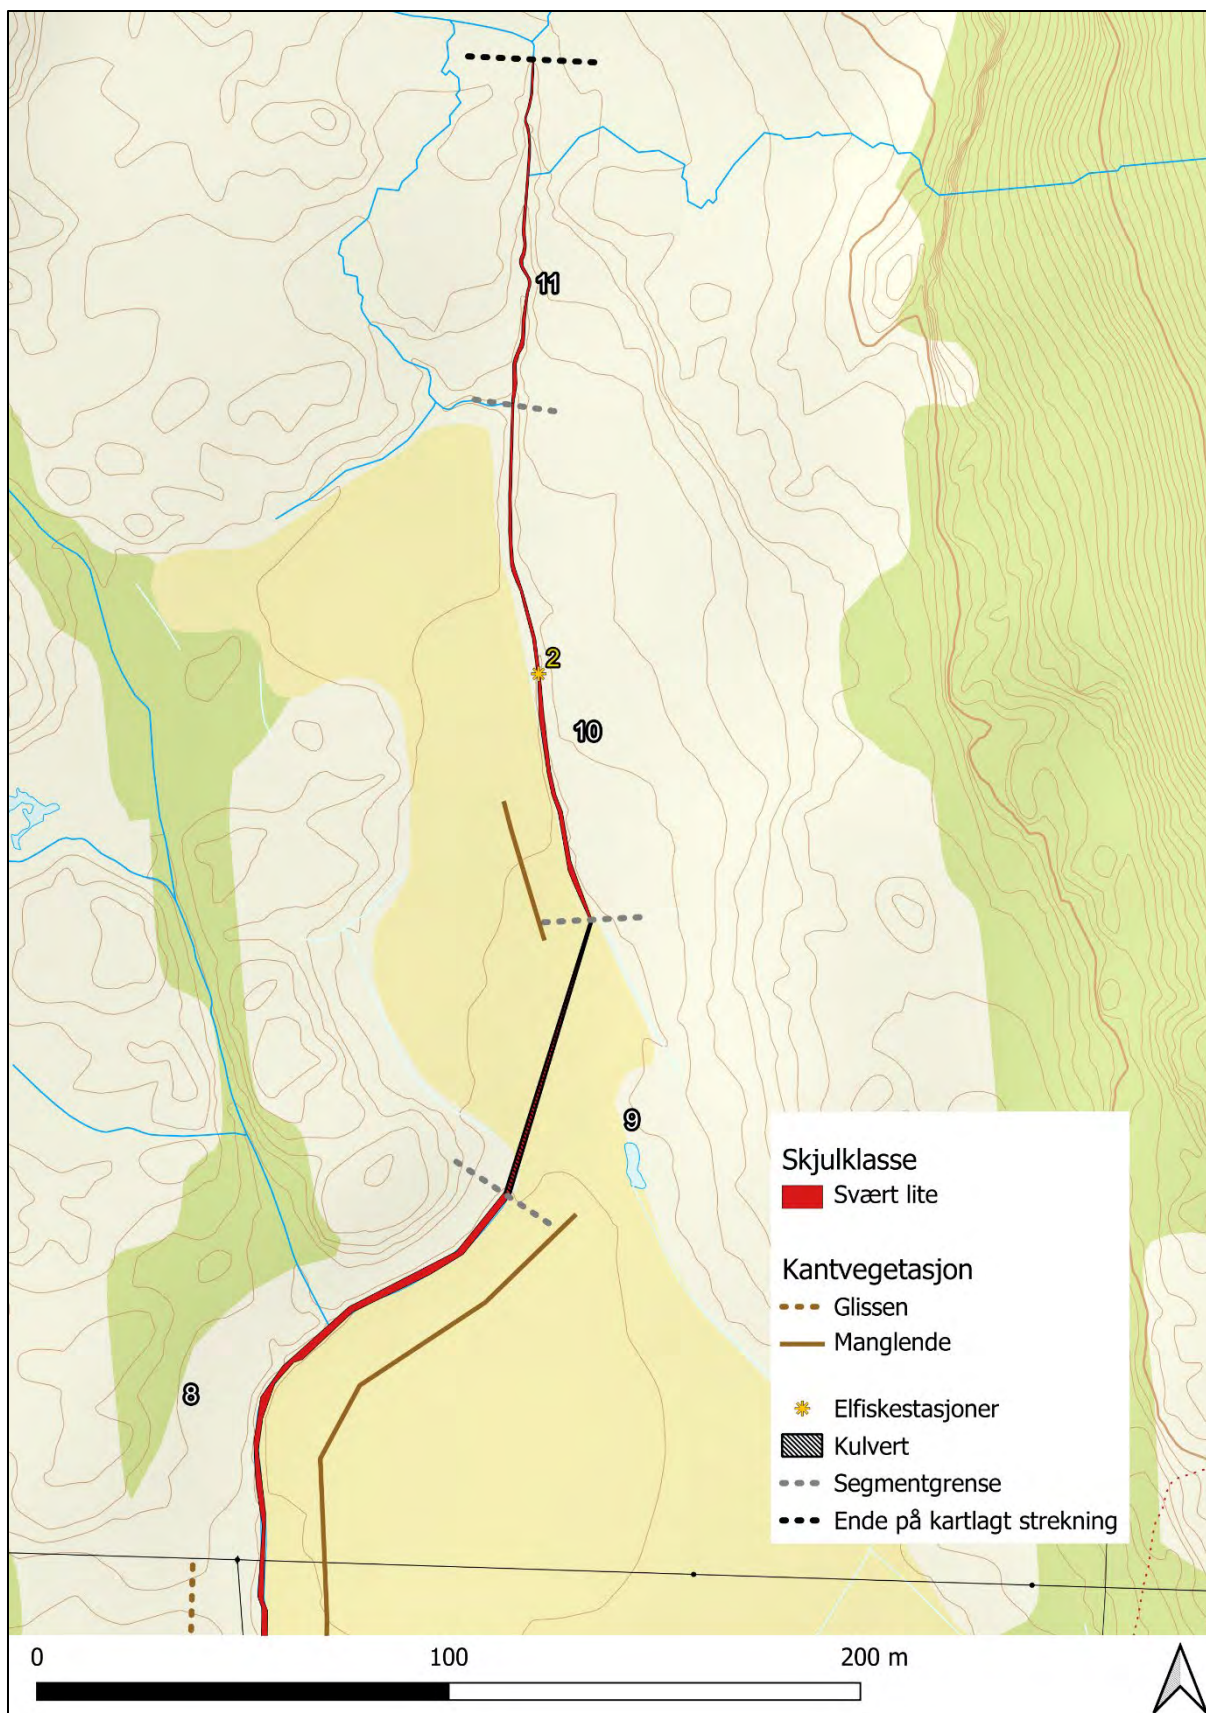 11
2
10
9
8
Skjulklasse
Svært lite
Kantvegetasjon
Glissen
Manglende
Elfiskestasjoner
Kulvert
Segmentgrense
Ende på kartlagt strekning
0 100 200 m